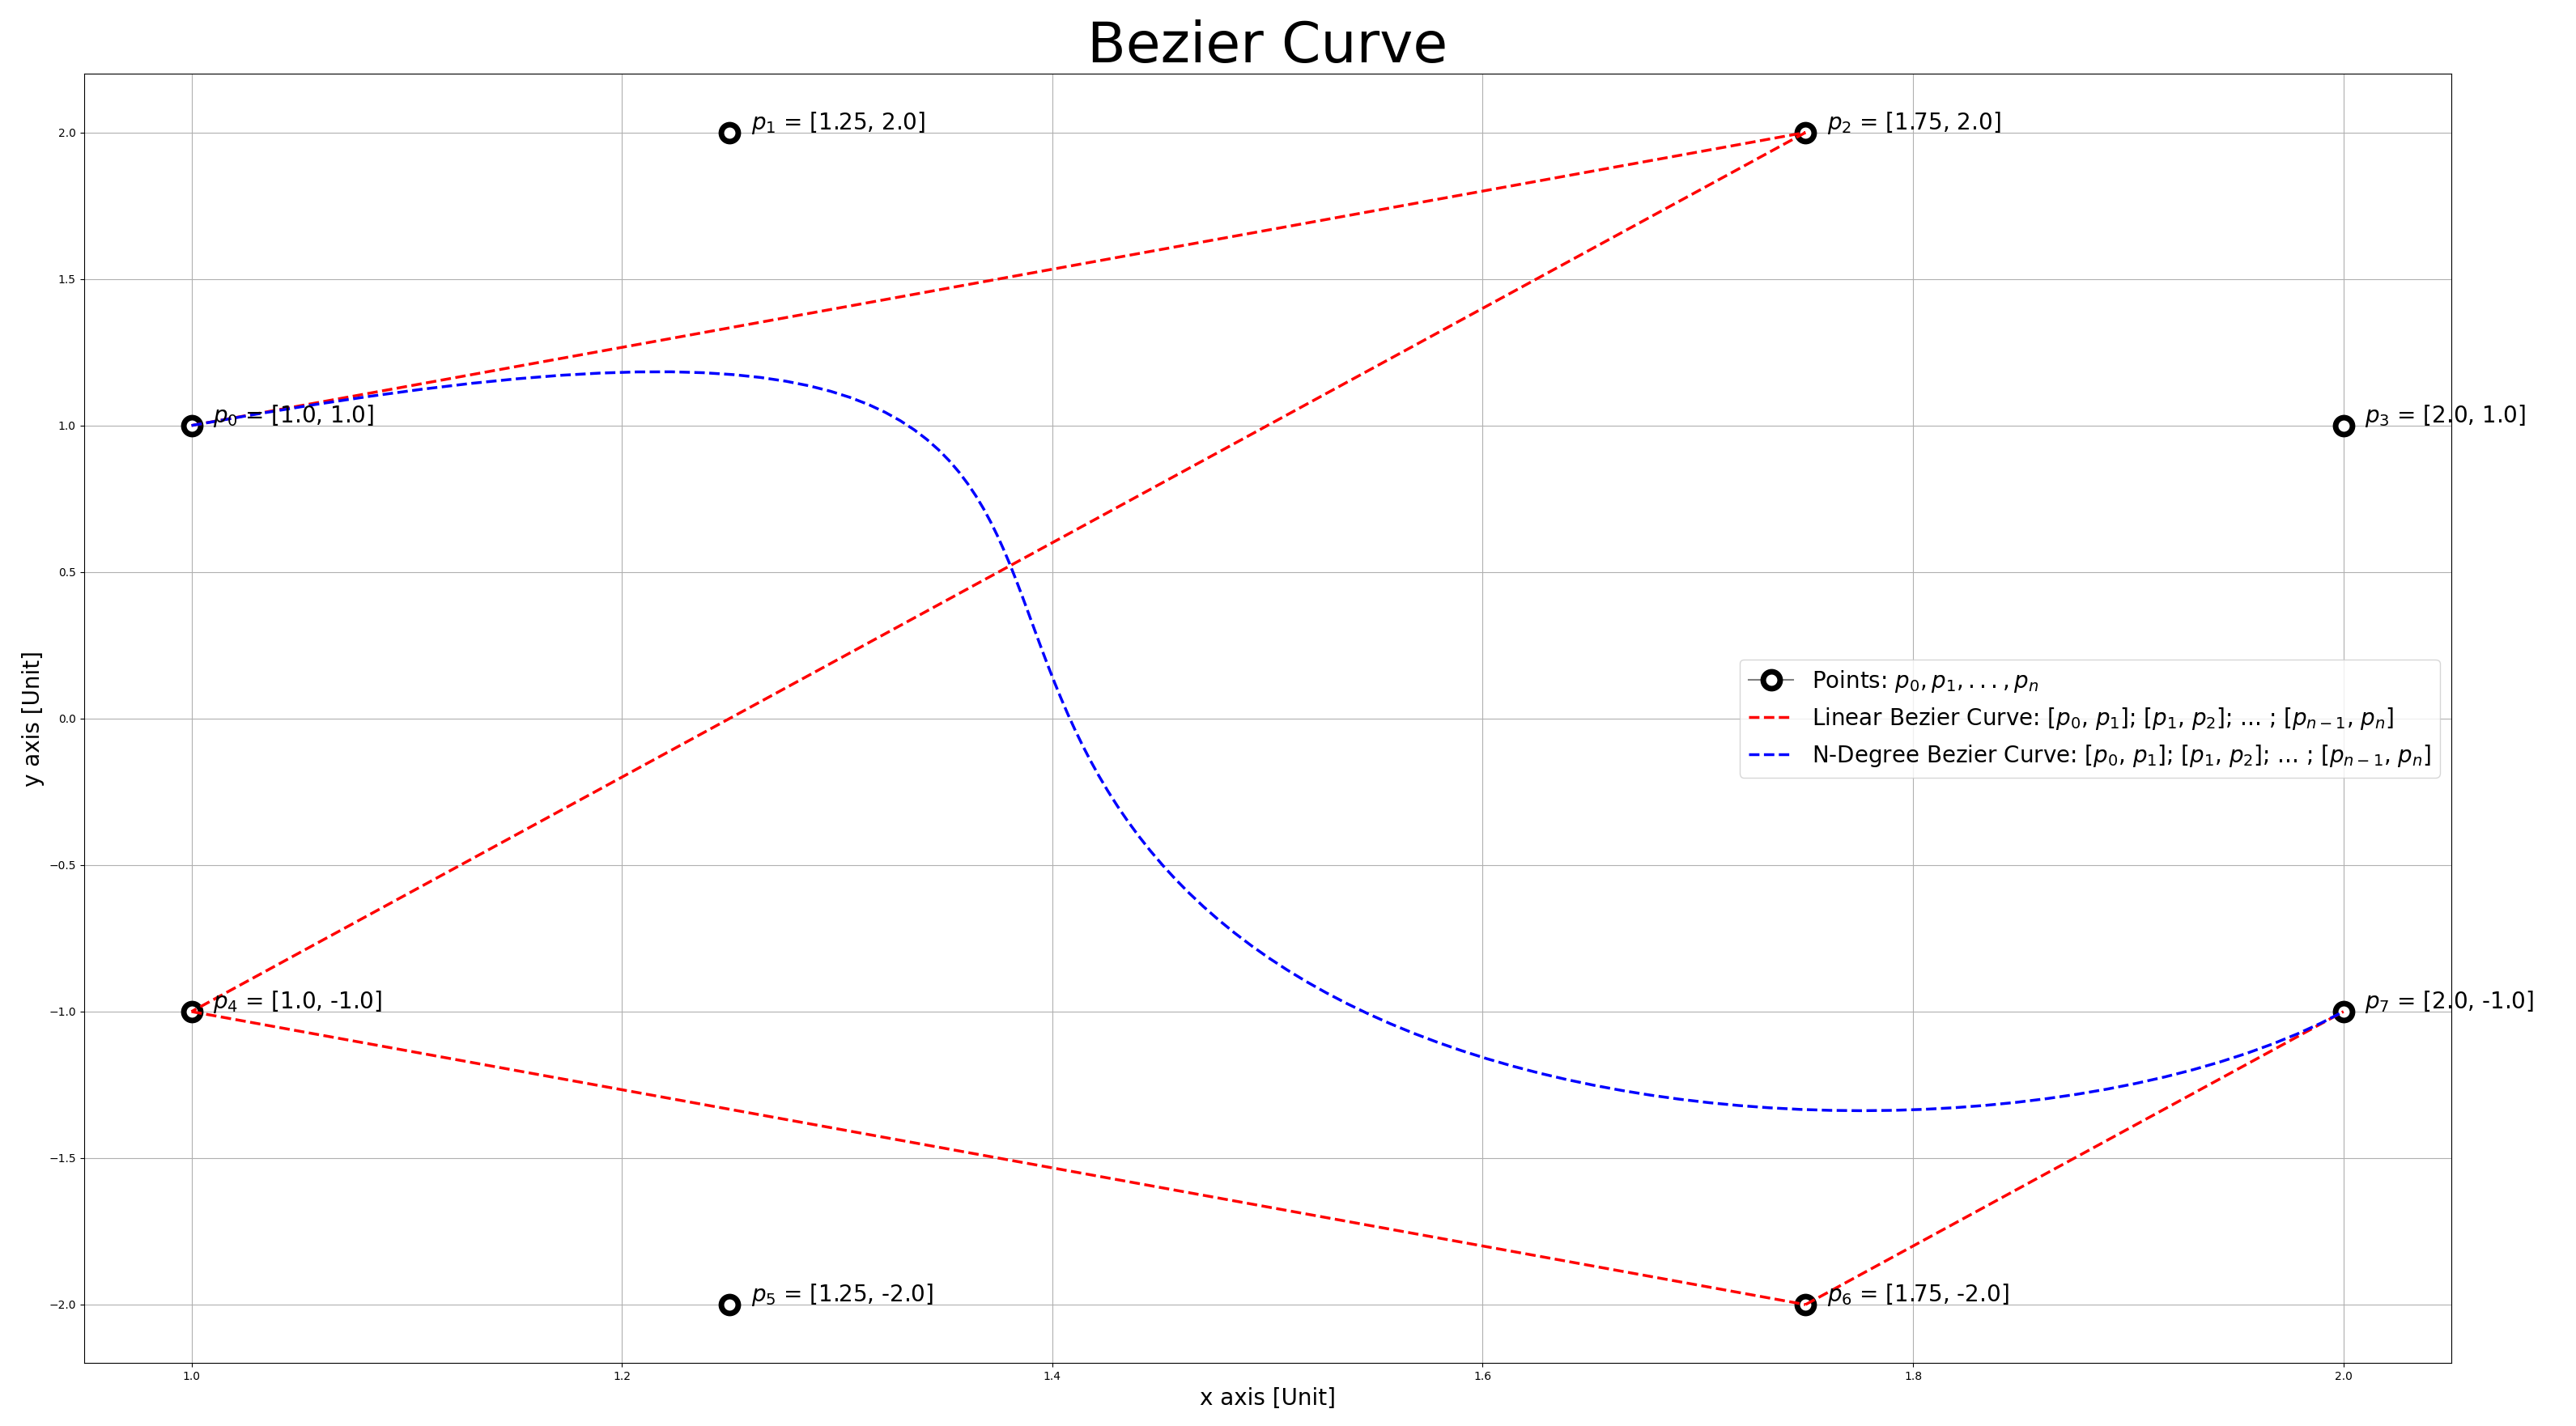 Bezier Curve
p₁ = [1.25, 2.0]
p₂ = [1.75, 2.0]
p₀ = [1.0, 1.0]
p₃ = [2.0, 1.0]
p₄ = [1.0, -1.0]
p₇ = [2.0, -1.0]
p₅ = [1.25, -2.0]
p₆ = [1.75, -2.0]
Points: p₀, p₁, . . . , pₙ
Linear Bezier Curve: [p₀, p₁]; [p₁, p₂]; ... ; [pₙ₋₁, pₙ]
N-Degree Bezier Curve: [p₀, p₁]; [p₁, p₂]; ... ; [pₙ₋₁, pₙ]
y axis [Unit]
2.0
1.5
1.0
0.5
0.0
−0.5
−1.0
−1.5
−2.0
1.0 1.2 1.4 1.6 1.8 2.0
x axis [Unit]